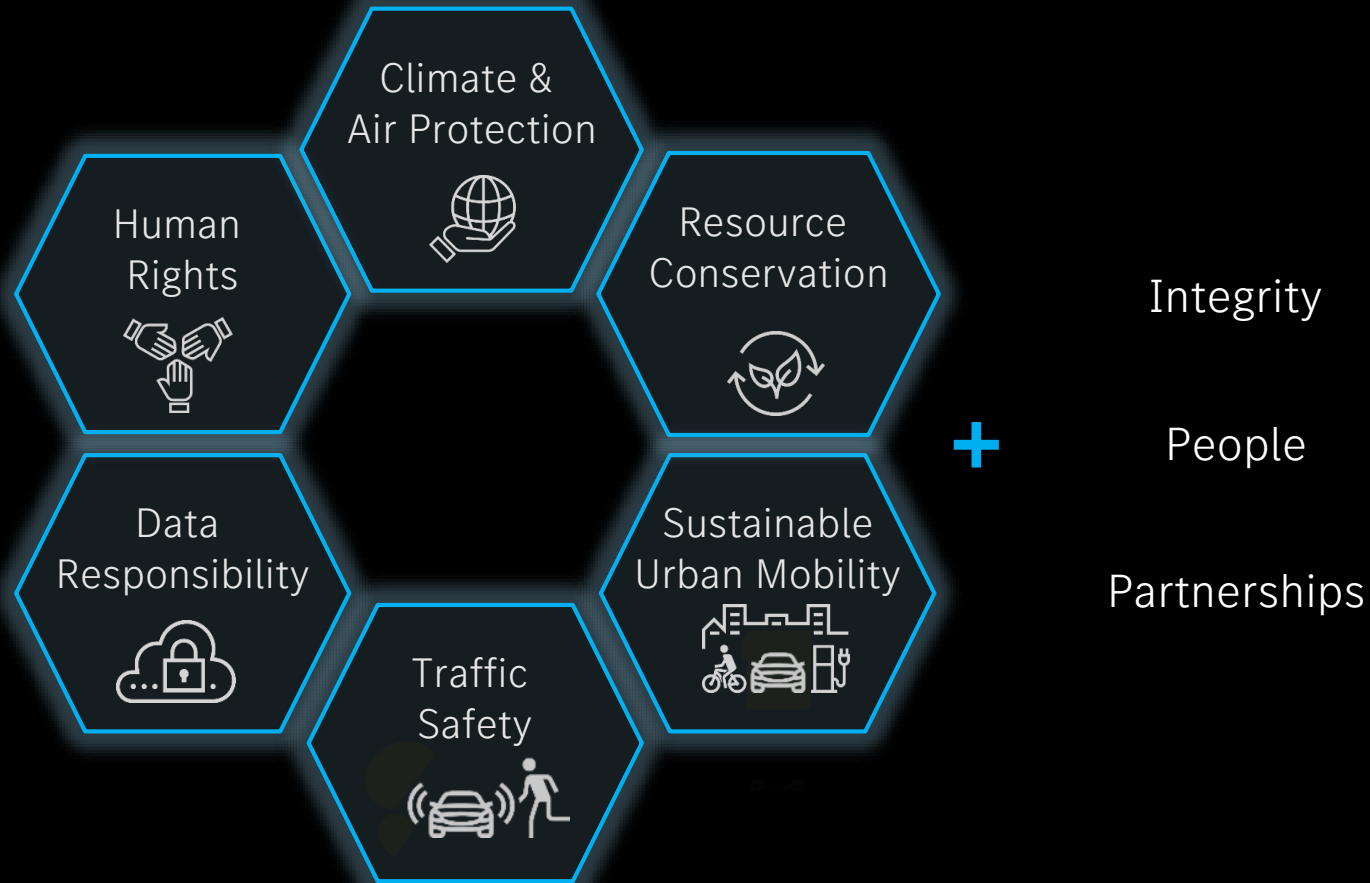 Climate &
Air Protection
Human
Rights
Resource
Conservation
Data
Responsibility
Sustainable
Urban Mobility
Traffic
Safety
+
Integrity
People
Partnerships